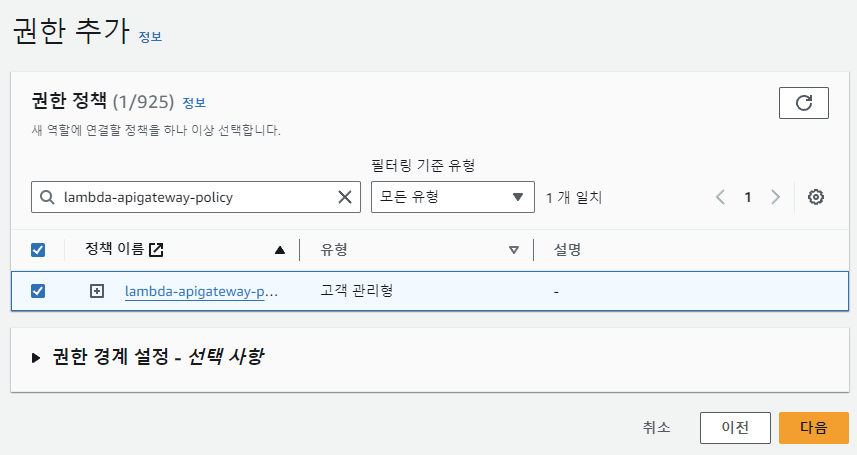 권한 추가 정보
권한 정책 (1/925) 정보
새 역할에 연결할 정책을 하나 이상 선택합니다.
필터링 기준 유형
lambda-apigateway-policy 모든 유형 1 개 일치 1
정책 이름 유형 설명
lambda-apigateway-p... 고객 관리형 -
권한 경계 설정 - 선택 사항
취소 이전 다음